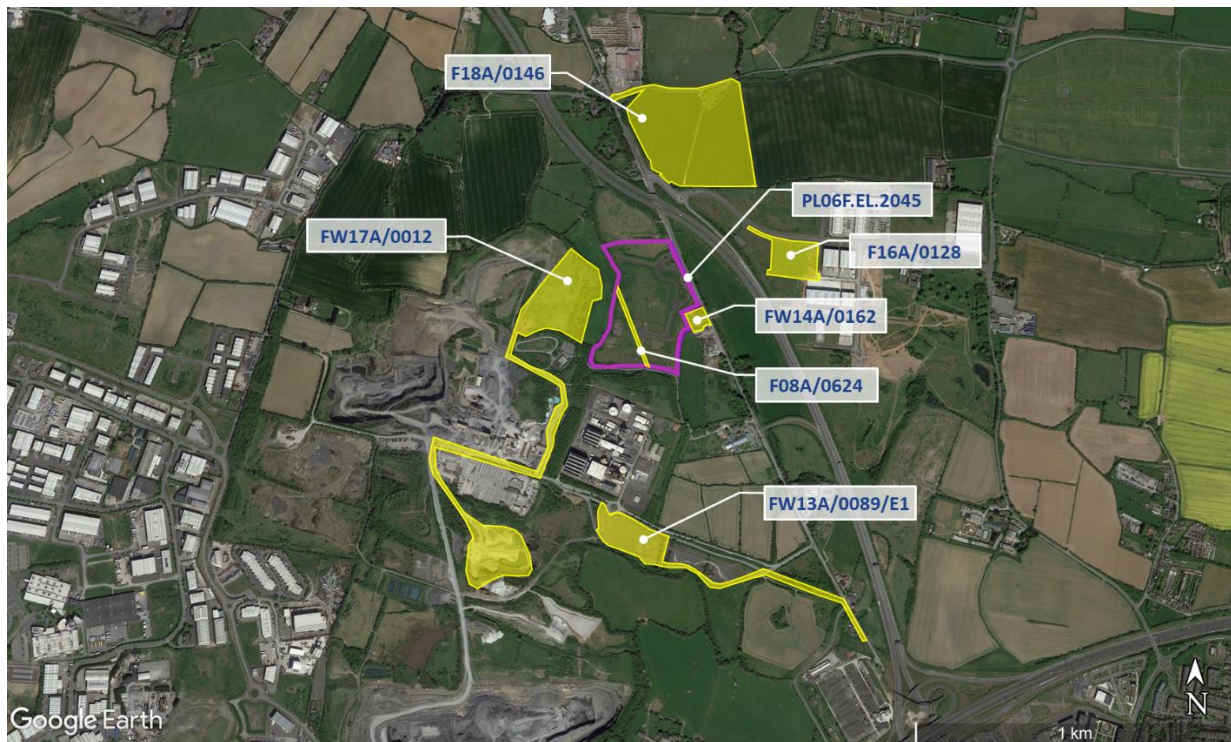 F18A/0146
PL06F.EL.2045
FW17A/0012
F16A/0128
FW14A/0162
F08A/0624
FW13A/0089/E1
N
Google Earth
1 km